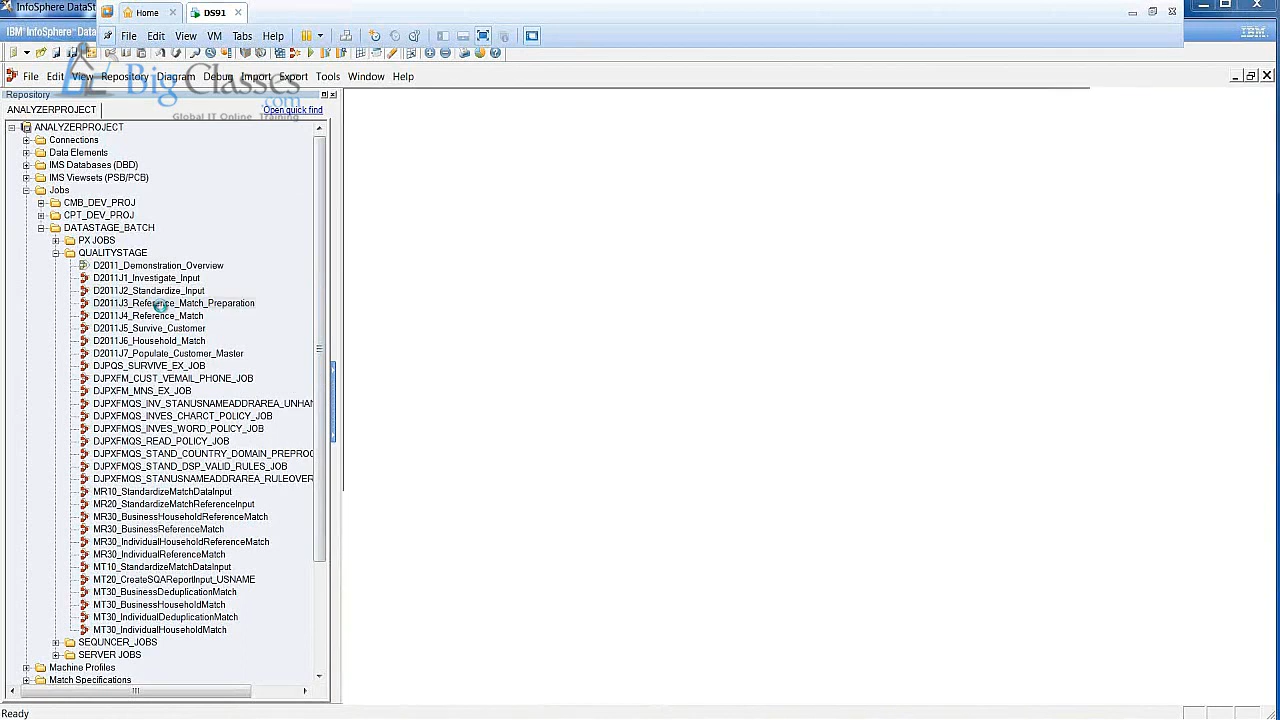 InfoSphere DataSt
Home
DS91
IBM InfoSphere Data
File Edit View VM Tabs Help
IBM.
File Edit View Repository Diagram Debug Import Export Tools Window Help
BigClasses
.com
Global IT Online Training
Repository
ANALYZERPROJECT
Open quick find
ANALYZERPROJECT
Connections
Data Elements
IMS Databases (DBD)
IMS Viewsets (PSB/PCB)
Jobs
CMB_DEV_PROJ
CPT_DEV_PROJ
DATASTAGE_BATCH
PX JOBS
QUALITYSTAGE
D2011_Demonstration_Overview
D2011J1_Investigate_Input
D2011J2_Standardize_Input
D2011J3_Reference_Match_Preparation
D2011J4_Reference_Match
D2011J5_Survive_Customer
D2011J6_Household_Match
D2011J7_Populate_Customer_Master
DJPQS_SURVIVE_EX_JOB
DJPXFM_CUST_VEMAIL_PHONE_JOB
DJPXFM_MNS_EX_JOB
DJPXFMQS_INV_STANUSNAMEADDRAREA_UNHAN
DJPXFMQS_INVES_CHARCT_POLICY_JOB
DJPXFMQS_INVES_WORD_POLICY_JOB
DJPXFMQS_READ_POLICY_JOB
DJPXFMQS_STAND_COUNTRY_DOMAIN_PREPROC
DJPXFMQS_STAND_DSP_VALID_RULES_JOB
DJPXFMQS_STANUSNAMEADDRAREA_RULEOVER
MR10_StandardizeMatchDataInput
MR20_StandardizeMatchReferenceInput
MR30_BusinessHouseholdReferenceMatch
MR30_BusinessReferenceMatch
MR30_IndividualHouseholdReferenceMatch
MR30_IndividualReferenceMatch
MT10_StandardizeMatchDataInput
MT20_CreateSQAReportInput_USNAME
MT30_BusinessDeduplicationMatch
MT30_BusinessHouseholdMatch
MT30_IndividualDeduplicationMatch
MT30_IndividualHouseholdMatch
SEQUNCER_JOBS
SERVER JOBS
Machine Profiles
Match Specifications
Ready